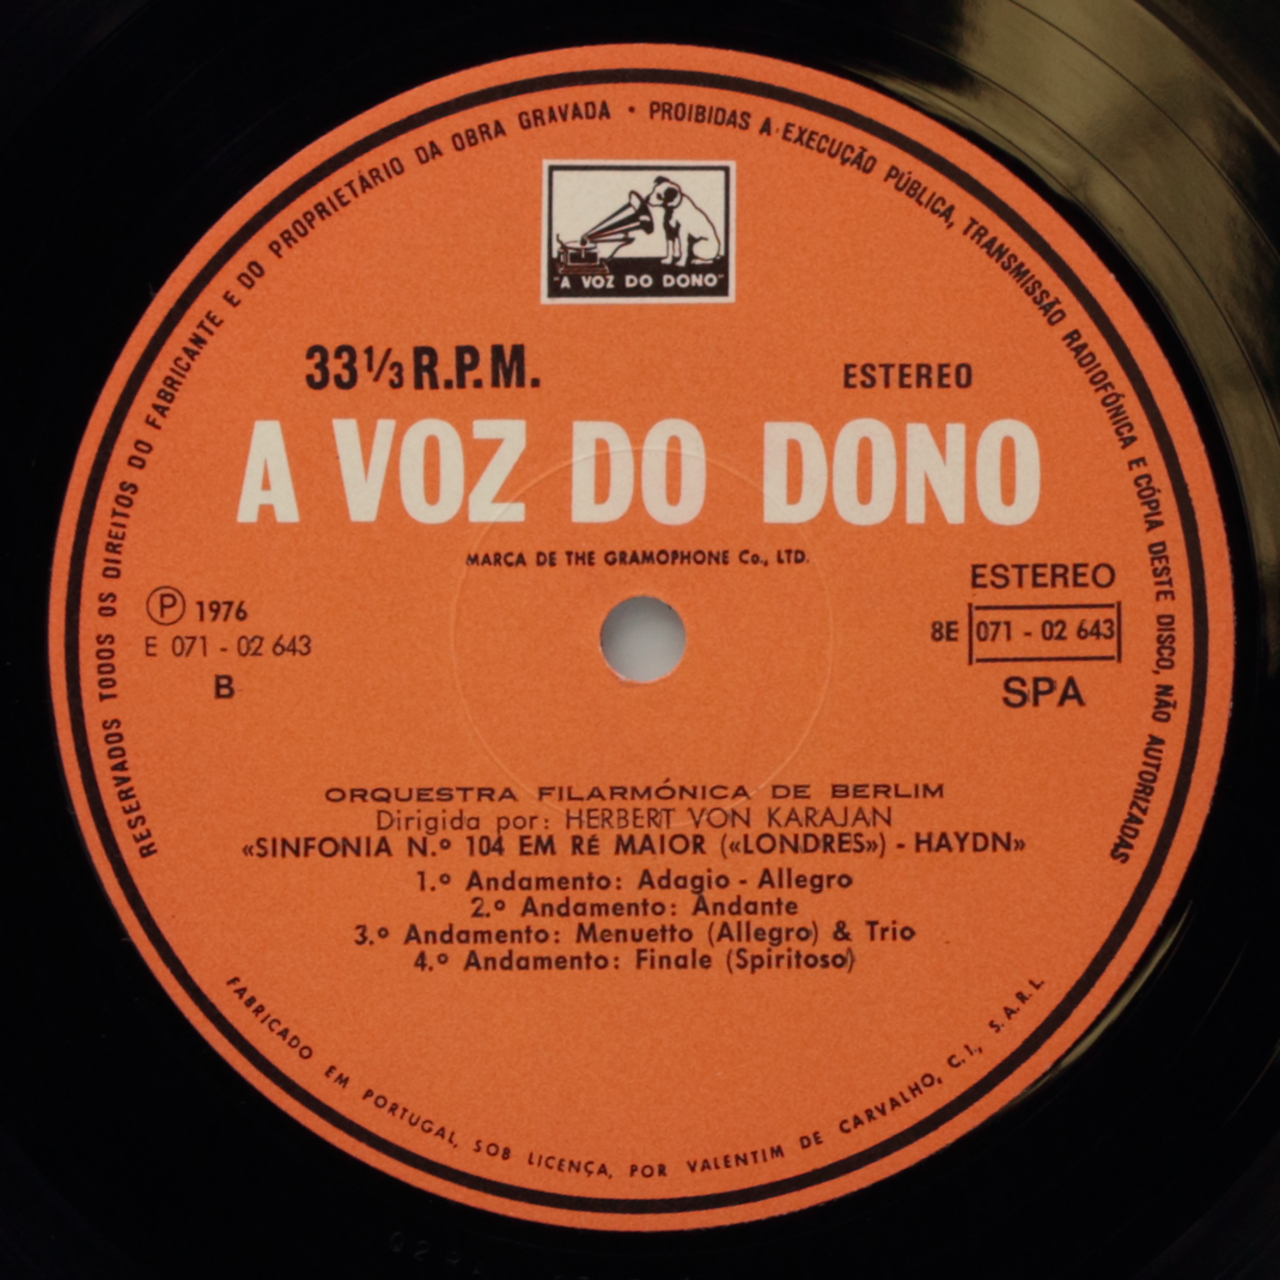 RESERVADOS TODOS OS DIREITOS DO FABRICANTE E DO PROPRIETÁRIO DA OBRA GRAVADA • PROIBIDAS A EXECUÇÃO PÚBLICA, TRANSMISSÃO RADIOFÓNICA E CÓPIA DESTE DISCO, NÃO AUTORIZADAS
"A VOZ DO DONO"
33 1/3 R.P.M.
ESTEREO
A VOZ DO DONO
MARCA DE THE GRAMOPHONE Co., LTD.
Ⓟ 1976
E 071 - 02 643
B
ESTEREO
8E 071 - 02 643
SPA
ORQUESTRA FILARMÓNICA DE BERLIM
Dirigida por: HERBERT VON KARAJAN
«SINFONIA N.º 104 EM RÉ MAIOR («LONDRES») - HAYDN»
1.º Andamento: Adagio - Allegro
2.º Andamento: Andante
3.º Andamento: Menuetto (Allegro) & Trio
4.º Andamento: Finale (Spiritoso)
FABRICADO EM PORTUGAL, SOB LICENÇA, POR VALENTIM DE CARVALHO, C. I., S. A. R. L.